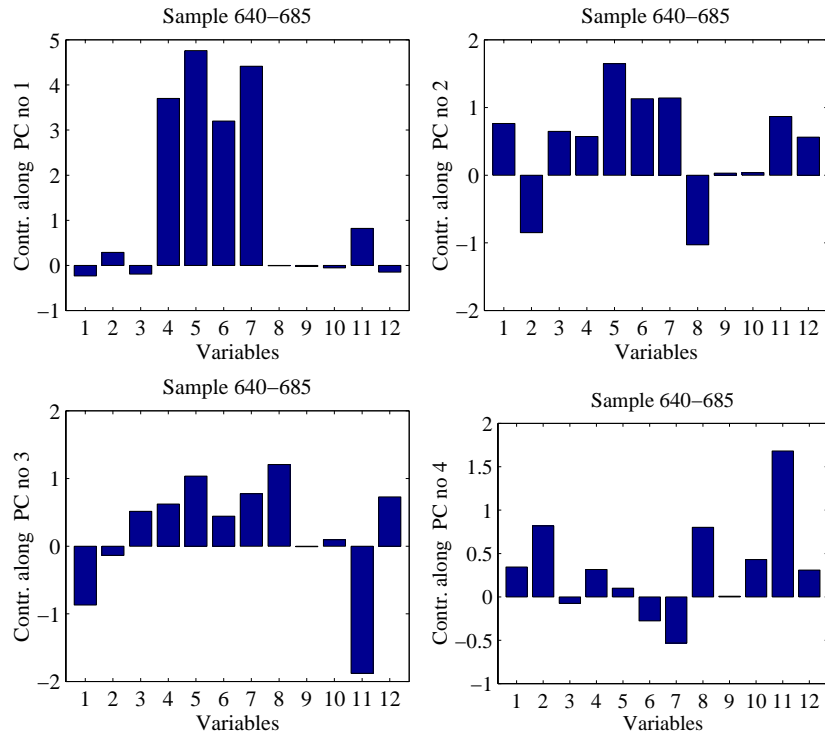 Sample 640−685
Contr. along PC no 1
5
4
3
2
1
0
−1
1 2 3 4 5 6 7 8 9 10 11 12
Variables
Sample 640−685
Contr. along PC no 2
2
1
0
−1
−2
1 2 3 4 5 6 7 8 9 10 11 12
Variables
Sample 640−685
Contr. along PC no 3
2
1
0
−1
−2
1 2 3 4 5 6 7 8 9 10 11 12
Variables
Sample 640−685
Contr. along PC no 4
2
1.5
1
0.5
0
−0.5
−1
1 2 3 4 5 6 7 8 9 10 11 12
Variables